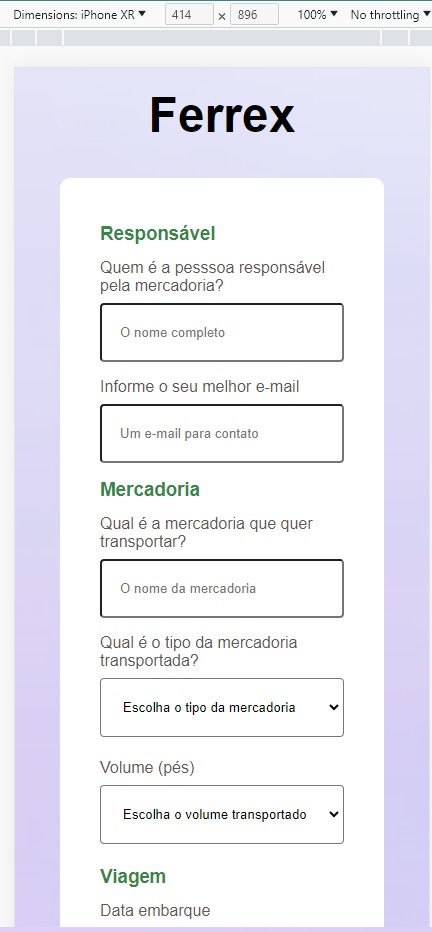 Dimensions: iPhone XR 414 x 896 100% No throttling
Ferrex
Responsável
Quem é a pesssoa responsável
pela mercadoria?
O nome completo
Informe o seu melhor e-mail
Um e-mail para contato
Mercadoria
Qual é a mercadoria que quer
transportar?
O nome da mercadoria
Qual é o tipo da mercadoria
transportada?
Escolha o tipo da mercadoria
Volume (pés)
Escolha o volume transportado
Viagem
Data embarque